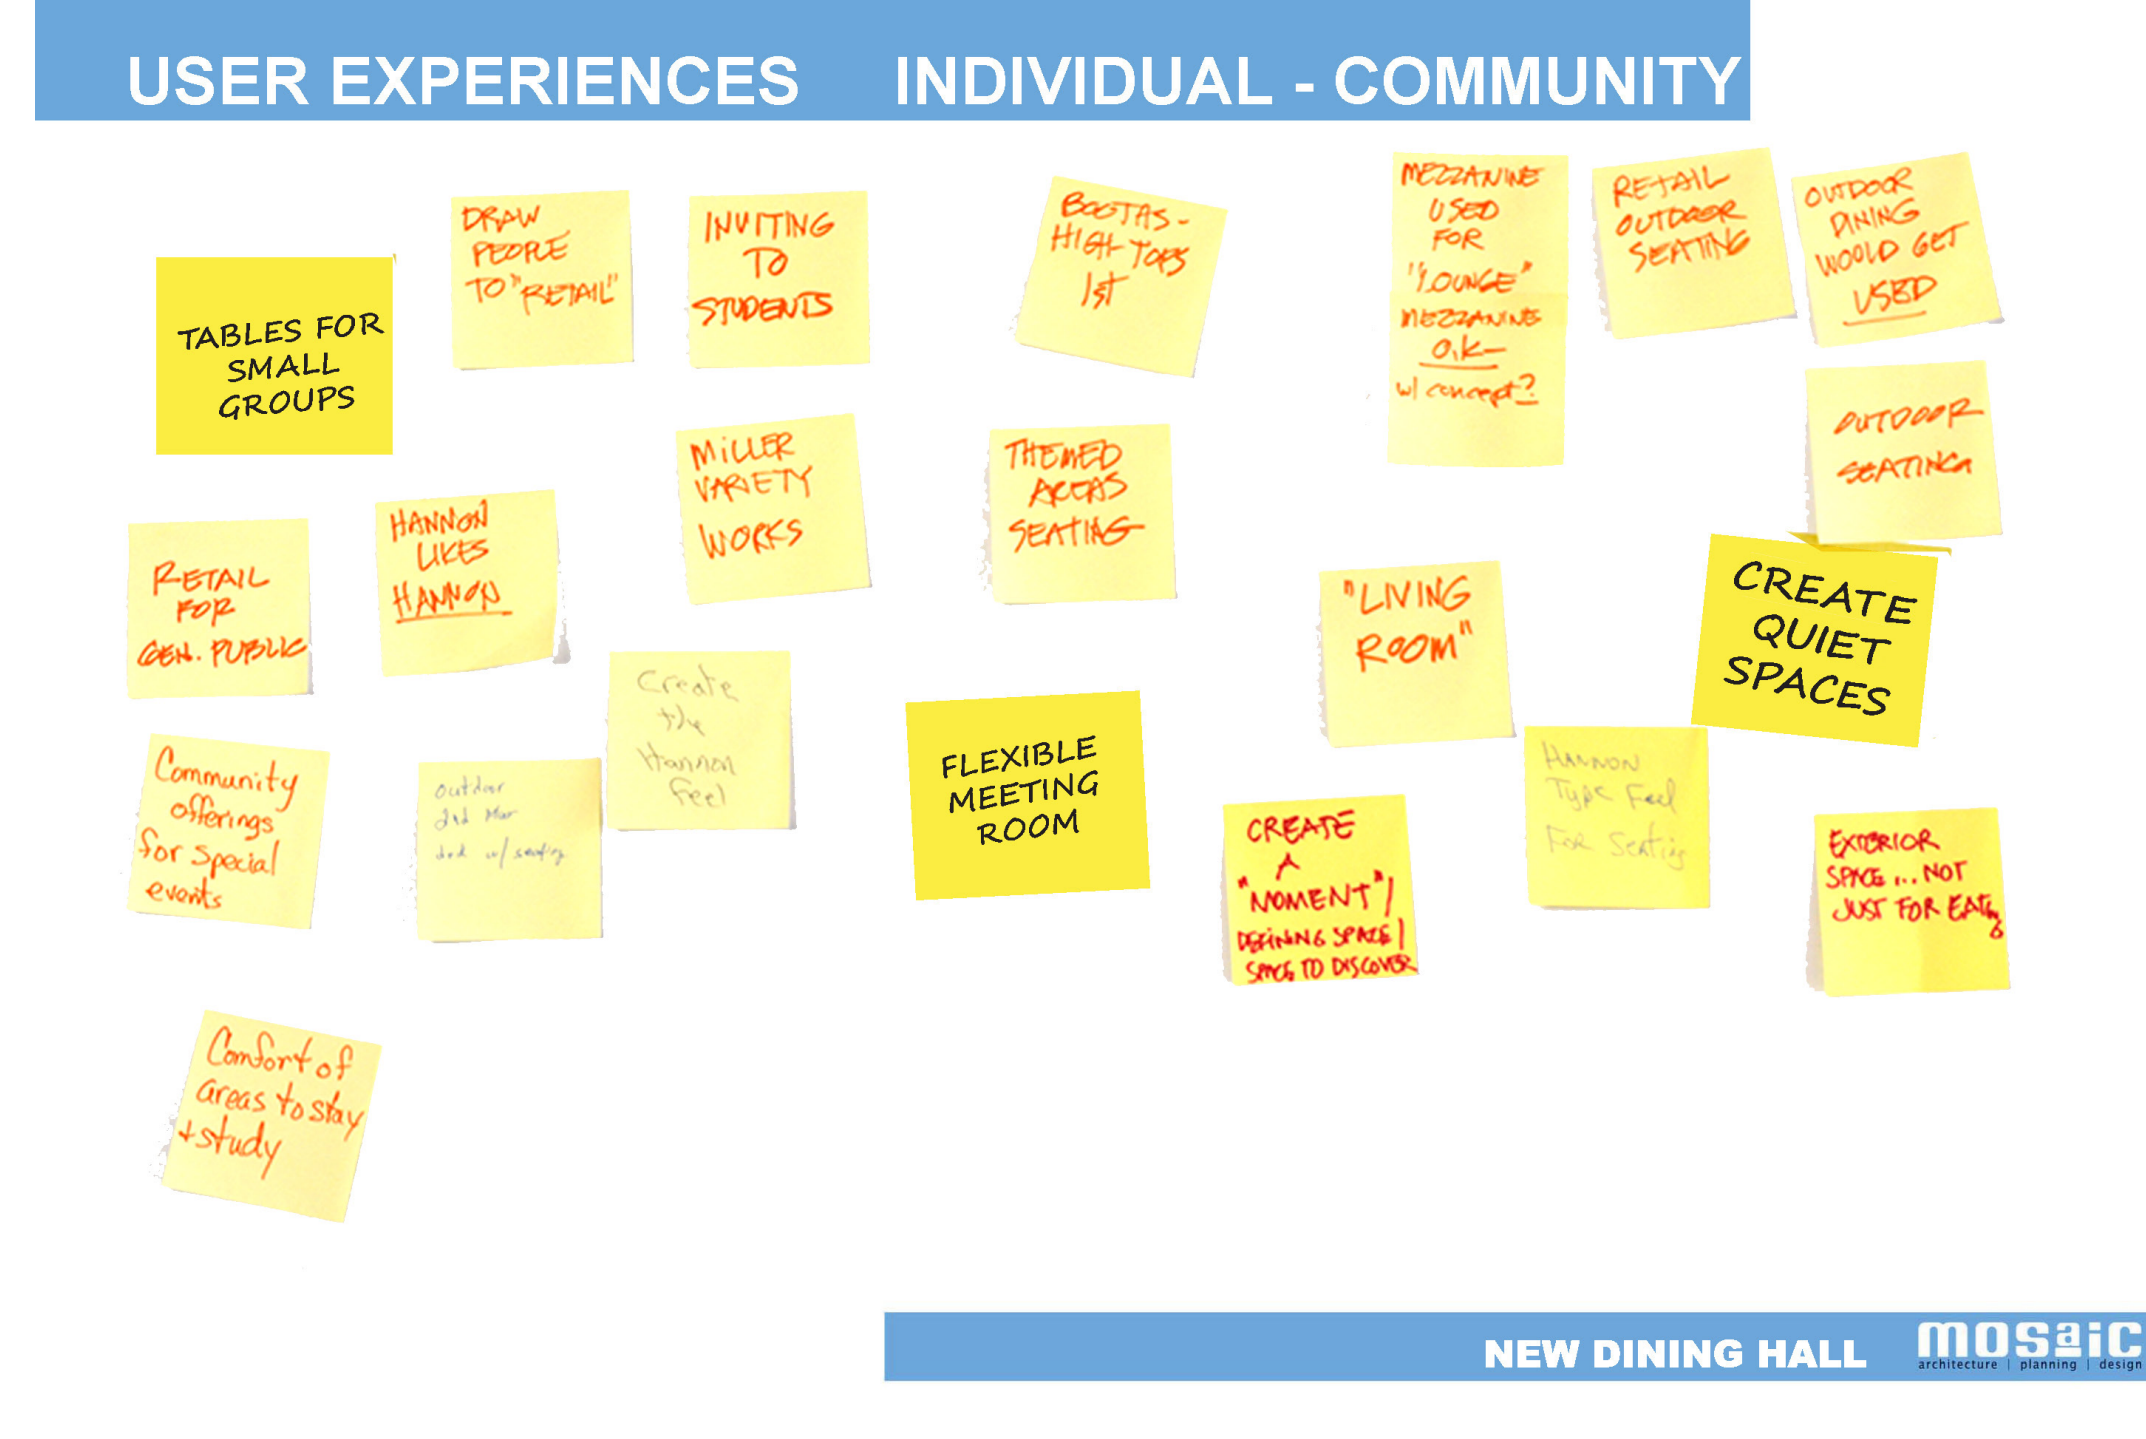 USER EXPERIENCES INDIVIDUAL - COMMUNITY
TABLES FOR
SMALL
GROUPS
DRAW
PEOPLE
TO "RETAIL"
INVITING
TO
STUDENTS
BOOTAS-
HIGH TOPS
1st
MEZZANINE
USED
FOR
"LOUNGE"
MEZZANINE
O.K-
w/ concept?
RETAIL
OUTDOOR
SEATING
OUTDOOR
DINING
WOULD GET
USED
OUTDOOR
SEATING
RETAIL
FOR
GEN. PUBLIC
HANNON
LIKES
HANNON
MILLER
VARIETY
WORKS
THEMED
AREAS
SEATING
"LIVING
ROOM"
CREATE
QUIET
SPACES
Community
offerings
for special
events
outdoor
w/ seating
Create
the
Hannon
feel
FLEXIBLE
MEETING
ROOM
CREATE
A
"MOMENT"/
DEFINING SPACE/
SPACE TO DISCOVER
HANNON
Type Feel
For Seating
EXTERIOR
SPACE... NOT
JUST FOR EATING
Comfort of
areas to stay
+ study
NEW DINING HALL
mosaic
architecture | planning | design